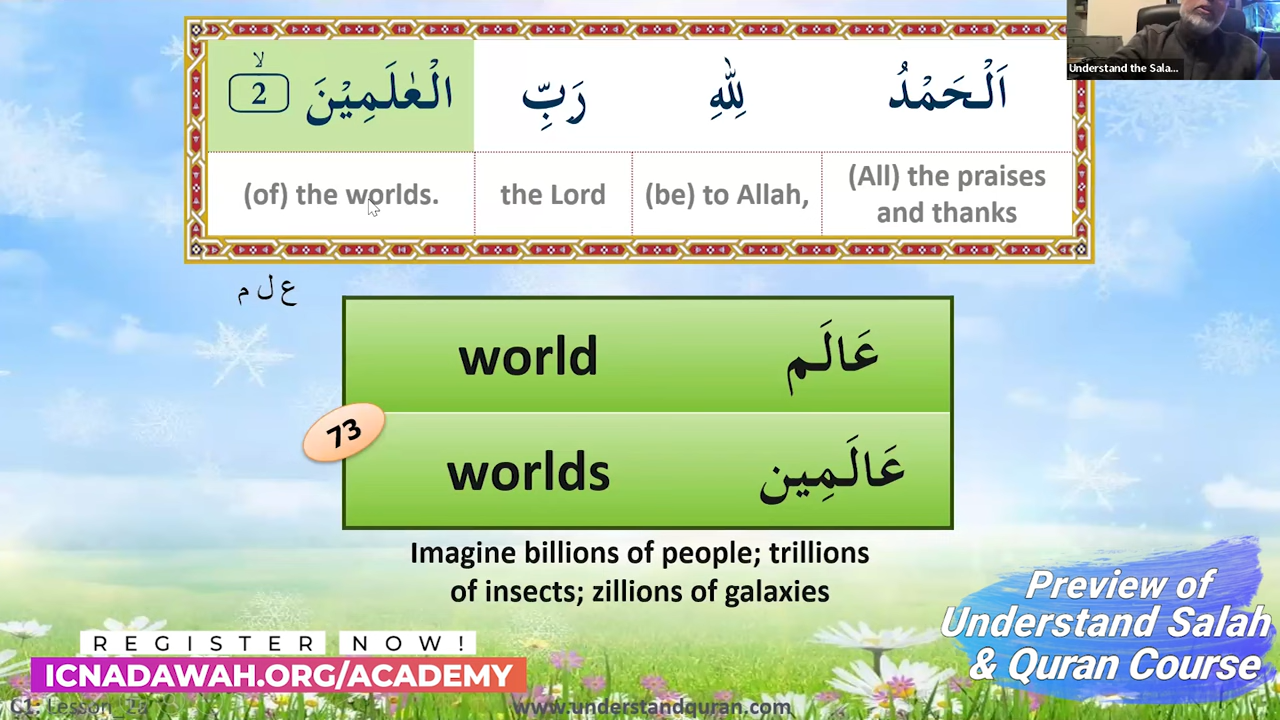 اَلْحَمْدُ لِلّٰهِ رَبِّ الْعٰلَمِيْنَ ۙ 2
(All) the praises and thanks
(be) to Allah,
the Lord
(of) the worlds.
Understand the Sala...
ع ل م
world عَالَم
73
worlds عَالَمِين
Imagine billions of people; trillions
of insects; zillions of galaxies
Preview of
Understand Salah
& Quran Course
REGISTER NOW!
ICNADAWAH.ORG/ACADEMY
www.understandquran.com